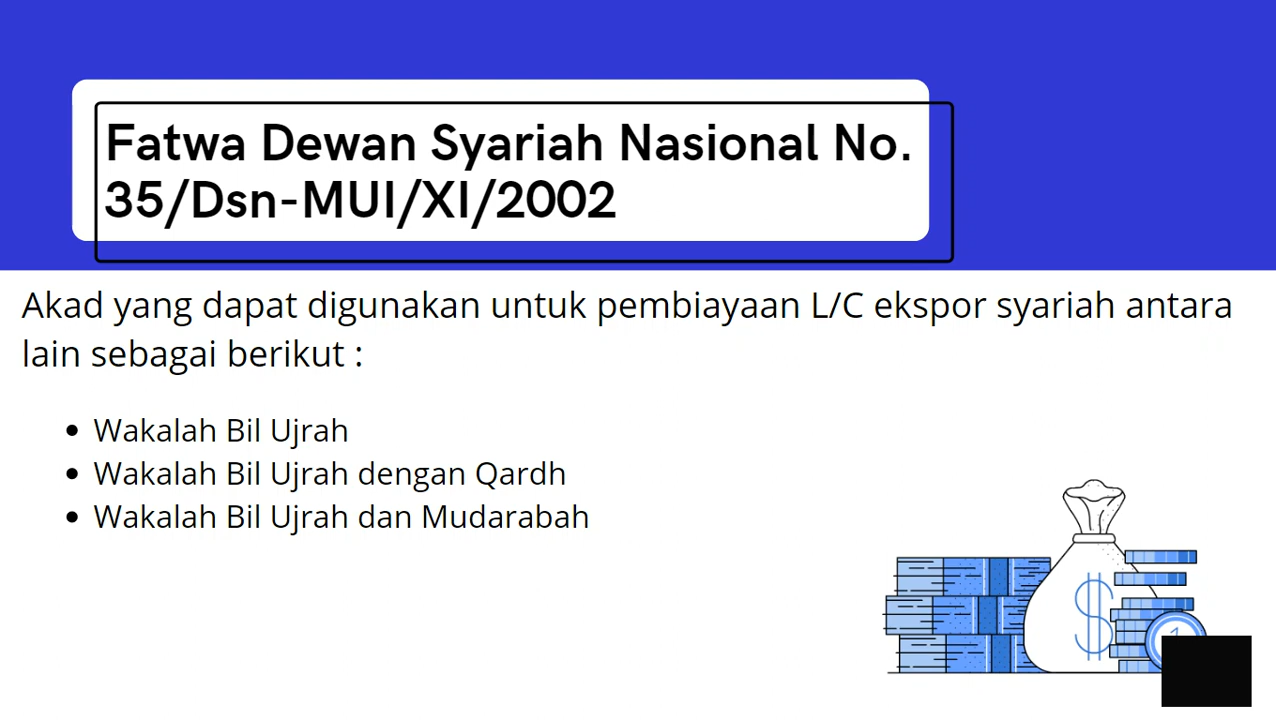 Fatwa Dewan Syariah Nasional No.
35/Dsn-MUI/XI/2002
Akad yang dapat digunakan untuk pembiayaan L/C ekspor syariah antara
lain sebagai berikut :
• Wakalah Bil Ujrah
• Wakalah Bil Ujrah dengan Qardh
• Wakalah Bil Ujrah dan Mudarabah
$
1